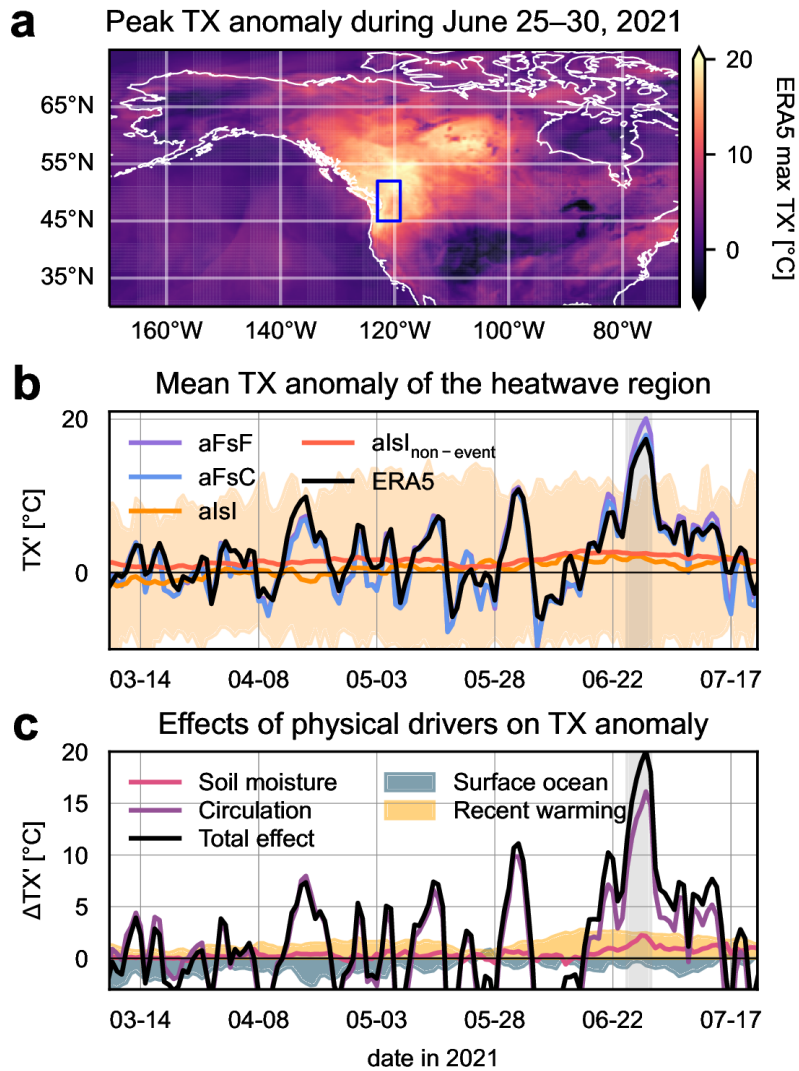 a Peak TX anomaly during June 25–30, 2021
65°N
55°N
45°N
35°N
160°W 140°W 120°W 100°W 80°W
20
10
0
ERA5 max TX' [°C]
b Mean TX anomaly of the heatwave region
20
0
TX' [°C]
aFsF
aFsC
aIsI
aIsI non−event
ERA5
03-14 04-08 05-03 05-28 06-22 07-17
c Effects of physical drivers on TX anomaly
20
15
10
5
0
ΔTX' [°C]
Soil moisture
Circulation
Total effect
Surface ocean
Recent warming
03-14 04-08 05-03 05-28 06-22 07-17
date in 2021